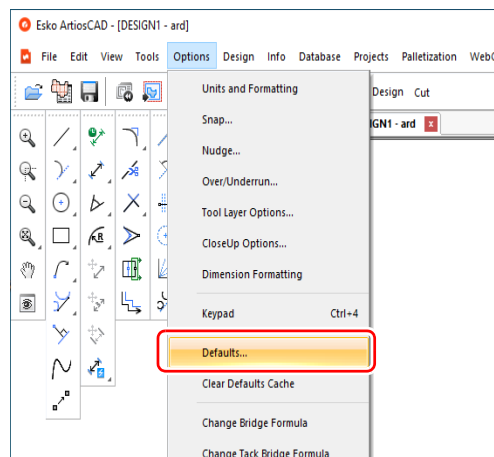 Esko ArtiosCAD - [DESIGN1 - ard]
File Edit View Tools Options Design Info Database Projects Palletization
Units and Formatting
Design Cut
Snap...
IGN1 - ard x
Nudge...
Over/Underrun...
Tool Layer Options...
CloseUp Options...
R
Dimension Formatting
Keypad Ctrl+4
Defaults...
Clear Defaults Cache
Change Bridge Formula
Change Tack Bridge Formula